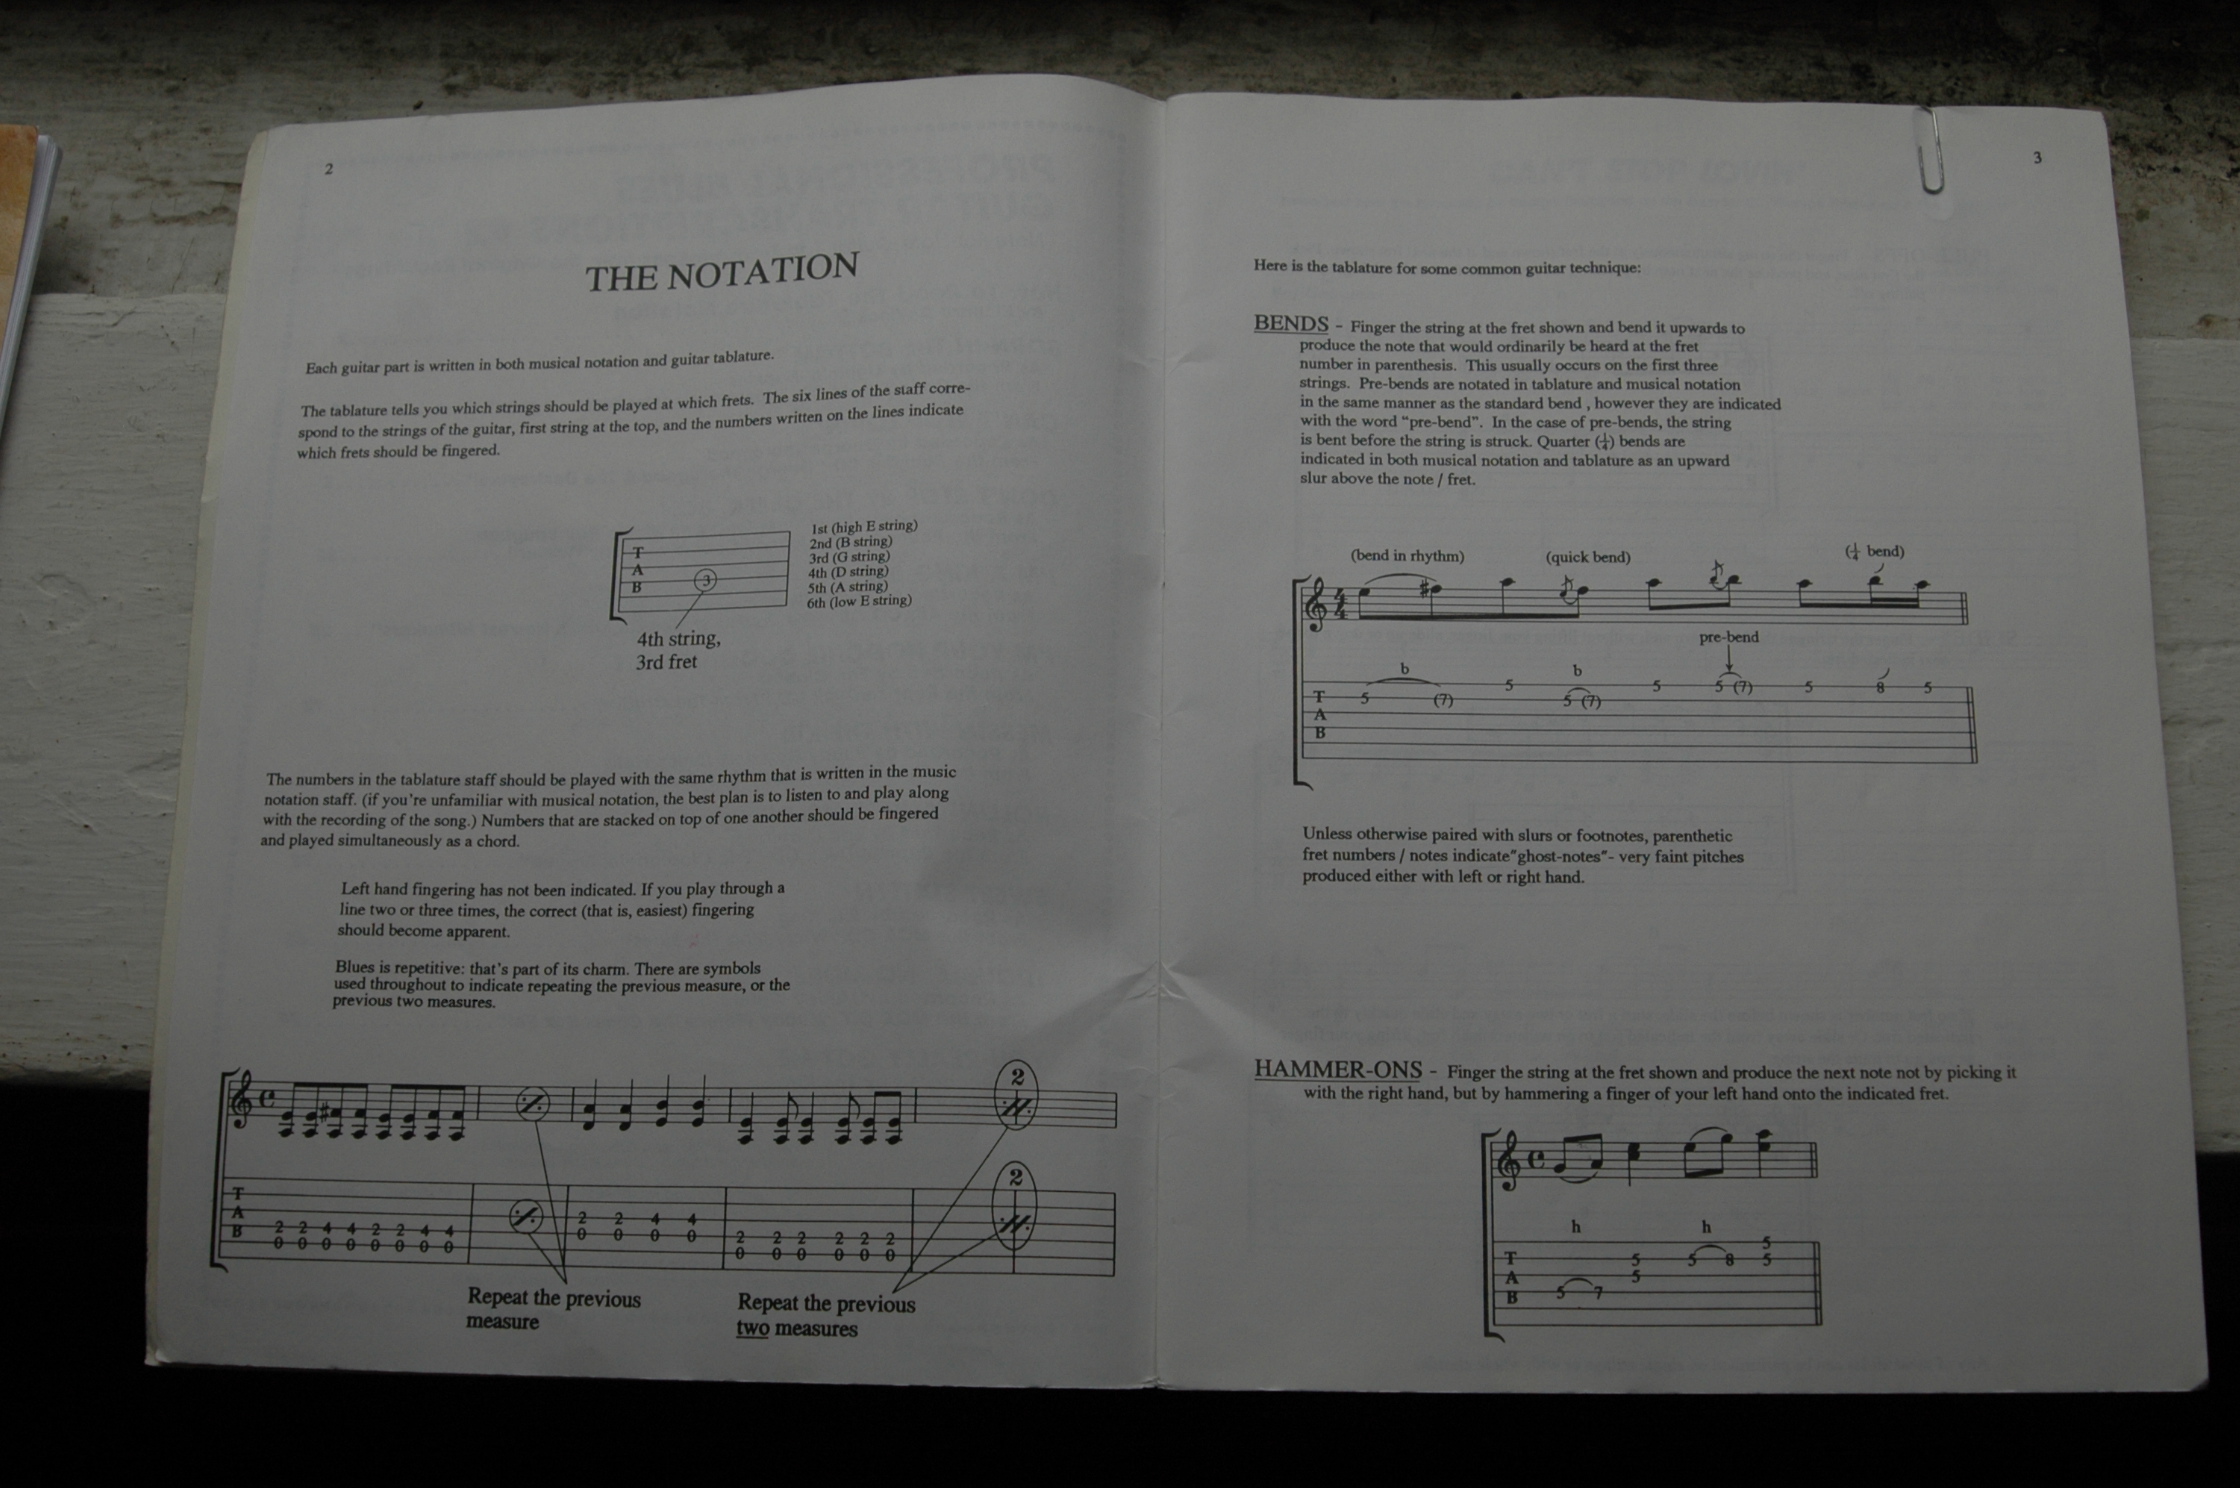 2
THE NOTATION
Each guitar part is written in both musical notation and guitar tablature.
The tablature tells you which strings should be played at which frets. The six lines of the staff corre-
spond to the strings of the guitar, first string at the top, and the numbers written on the lines indicate
which frets should be fingered.
T
A
B
3
1st (high E string)
2nd (B string)
3rd (G string)
4th (D string)
5th (A string)
6th (low E string)
4th string,
3rd fret
The numbers in the tablature staff should be played with the same rhythm that is written in the music
notation staff. (if you're unfamiliar with musical notation, the best plan is to listen to and play along
with the recording of the song.) Numbers that are stacked on top of one another should be fingered
and played simultaneously as a chord.
Left hand fingering has not been indicated. If you play through a
line two or three times, the correct (that is, easiest) fingering
should become apparent.
Blues is repetitive: that's part of its charm. There are symbols
used throughout to indicate repeating the previous measure, or the
previous two measures.
2
2
T
A
B
2 2 4 4 2 2 4 4 2 2 4 4 2 2 2 2 2 2
0 0 0 0 0 0 0 0 0 0 0 0 0 0 0 0 0 0
Repeat the previous
measure
Repeat the previous
two measures
3
Here is the tablature for some common guitar technique:
BENDS - Finger the string at the fret shown and bend it upwards to
produce the note that would ordinarily be heard at the fret
number in parenthesis. This usually occurs on the first three
strings. Pre-bends are notated in tablature and musical notation
in the same manner as the standard bend , however they are indicated
with the word “pre-bend”. In the case of pre-bends, the string
is bent before the string is struck. Quarter (¼) bends are
indicated in both musical notation and tablature as an upward
slur above the note / fret.
(bend in rhythm) (quick bend) (¼ bend)
4
4
pre-bend
b b
T
A
B
5 (7) 5 5 (7) 5 5 (7) 5 8 5
Unless otherwise paired with slurs or footnotes, parenthetic
fret numbers / notes indicate"ghost-notes"- very faint pitches
produced either with left or right hand.
HAMMER-ONS - Finger the string at the fret shown and produce the next note not by picking it
with the right hand, but by hammering a finger of your left hand onto the indicated fret.
h h
T
A
B
5 7 5 5 5 8 5 5